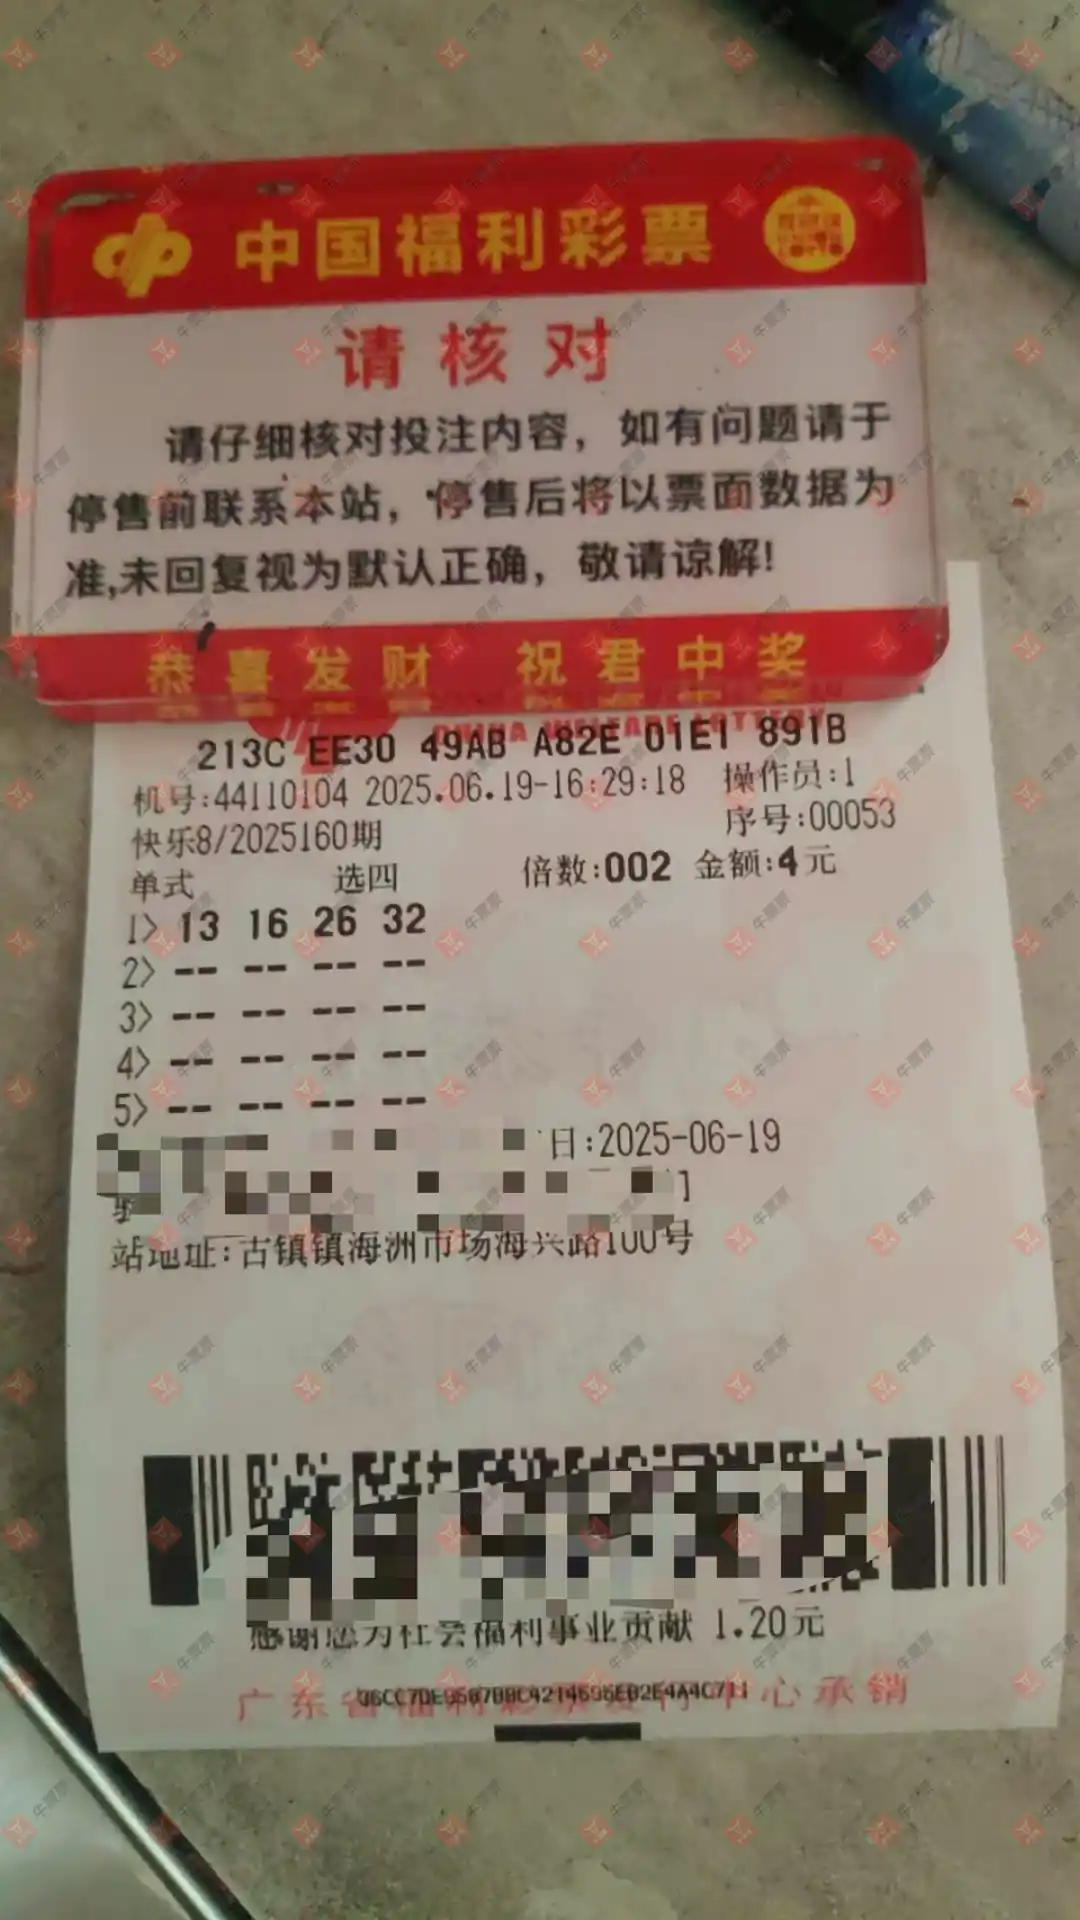 中国福利彩票
请核对
请仔细核对投注内容，如有问题请于
停售前联系本站，停售后将以票面数据为
准,未回复视为默认正确，敬请谅解!
恭喜发财 祝君中奖
CHINA WELFARE LOTTERY
213C EE30 49AB A82E 01E1 891B
机号:44110104 2025.06.19-16:29:18 操作员:1
快乐8/2025160期 序号:00053
单式 选四 倍数:002 金额:4元
1> 13 16 26 32
2> -- -- -- --
3> -- -- -- --
4> -- -- -- --
5> -- -- -- --
日:2025-06-19
站地址:古镇镇海洲市场海兴路100号
感谢您为社会福利事业贡献 1.20元
广东省福利彩票发行中心承销